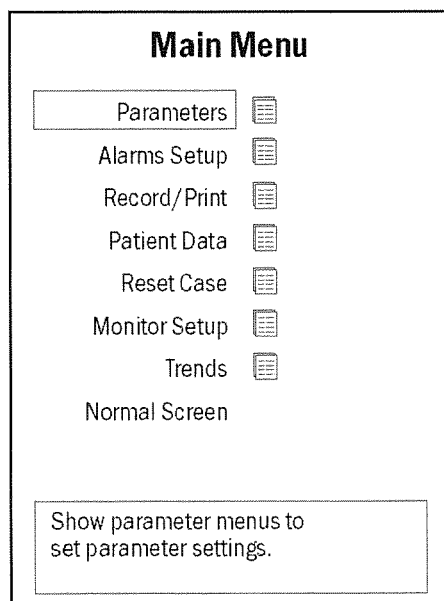 Main Menu
Parameters
Alarms Setup
Record/Print
Patient Data
Reset Case
Monitor Setup
Trends
Normal Screen
Show parameter menus to
set parameter settings.